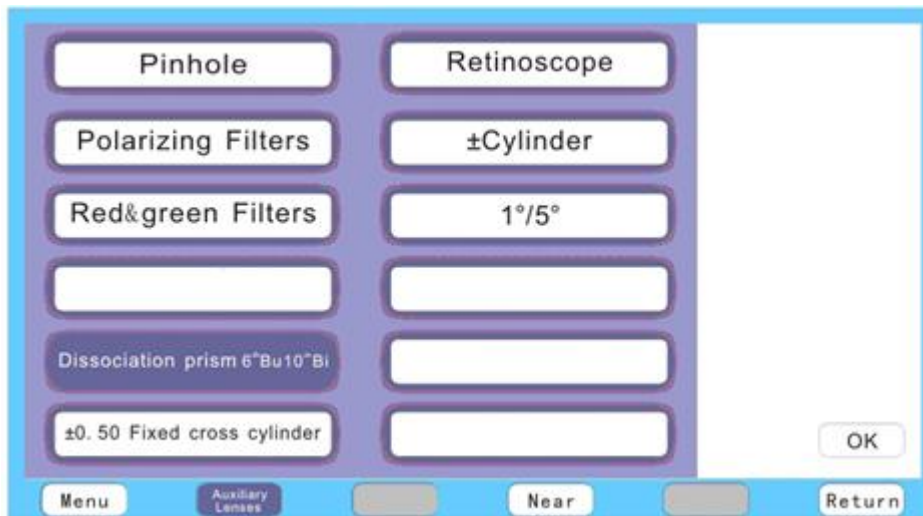 Pinhole
Retinoscope
Polarizing Filters
±Cylinder
Red&green Filters
1°/5°
Dissociation prism 6^Bu10^Bi
±0.50 Fixed cross cylinder
OK
Menu
Auxiliary
Lenses
Near
Return